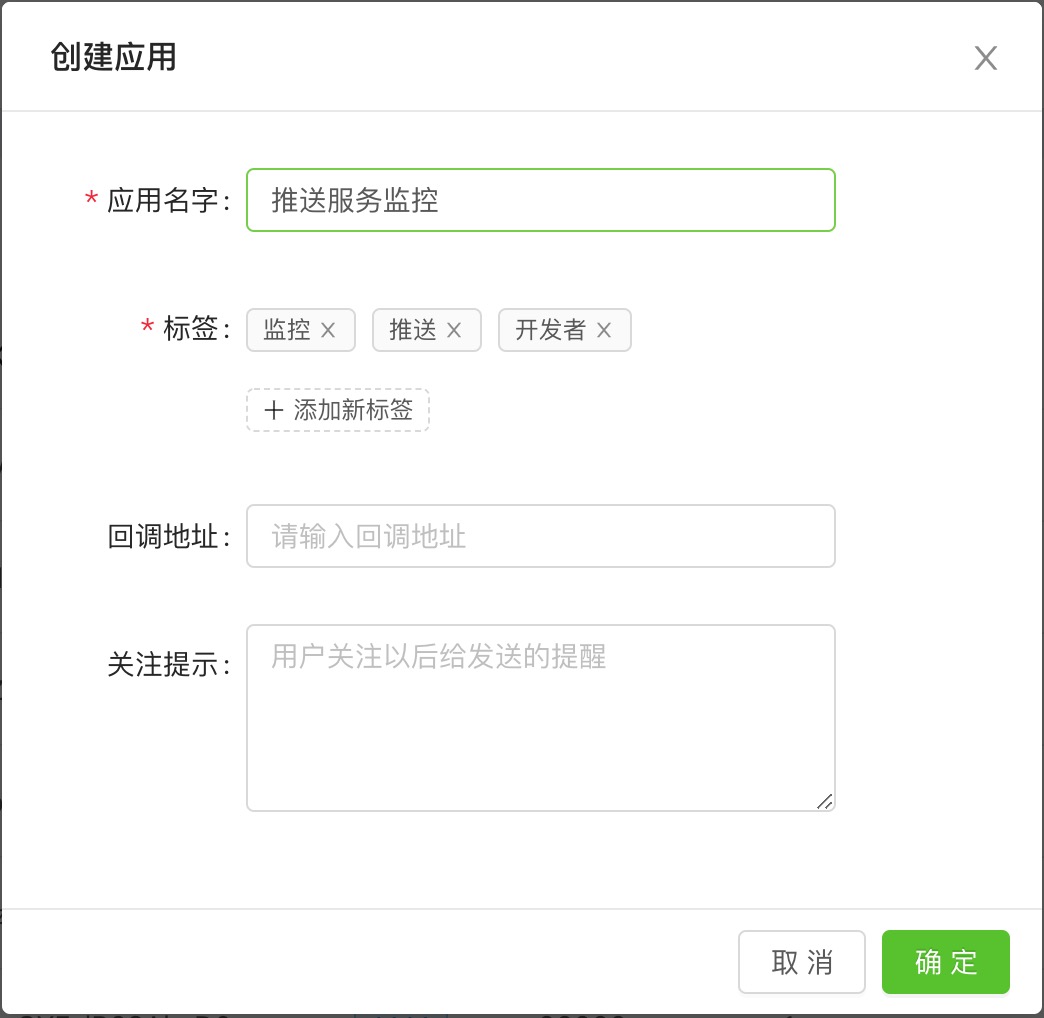 创建应用
* 应用名字: 推送服务监控
* 标签: 监控 推送 开发者
+ 添加新标签
回调地址: 请输入回调地址
关注提示: 用户关注以后给发送的提醒
取 消 确 定